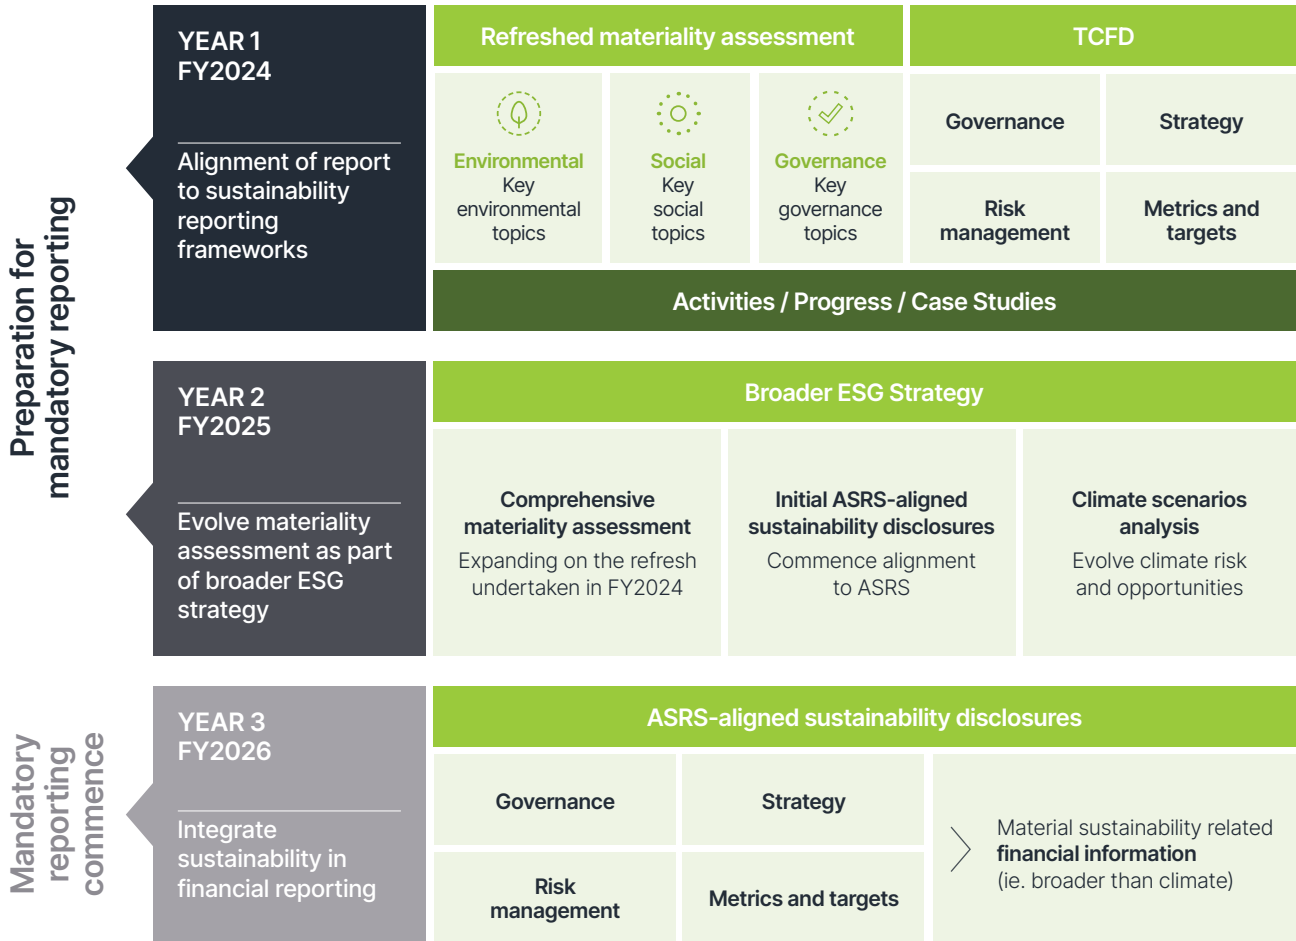 Preparation for
mandatory reporting
YEAR 1
FY2024
Alignment of report
to sustainability
reporting
frameworks
Refreshed materiality assessment
Environmental
Key
environmental
topics
Social
Key
social
topics
Governance
Key
governance
topics
TCFD
Governance
Strategy
Risk
management
Metrics and
targets
Activities / Progress / Case Studies
YEAR 2
FY2025
Evolve materiality
assessment as part
of broader ESG
strategy
Broader ESG Strategy
Comprehensive
materiality assessment
Expanding on the refresh
undertaken in FY2024
Initial ASRS-aligned
sustainability disclosures
Commence alignment
to ASRS
Climate scenarios
analysis
Evolve climate risk
and opportunities
Mandatory
reporting
commence
YEAR 3
FY2026
Integrate
sustainability in
financial reporting
ASRS-aligned sustainability disclosures
Governance
Strategy
Risk
management
Metrics and targets
Material sustainability related
financial information
(ie. broader than climate)